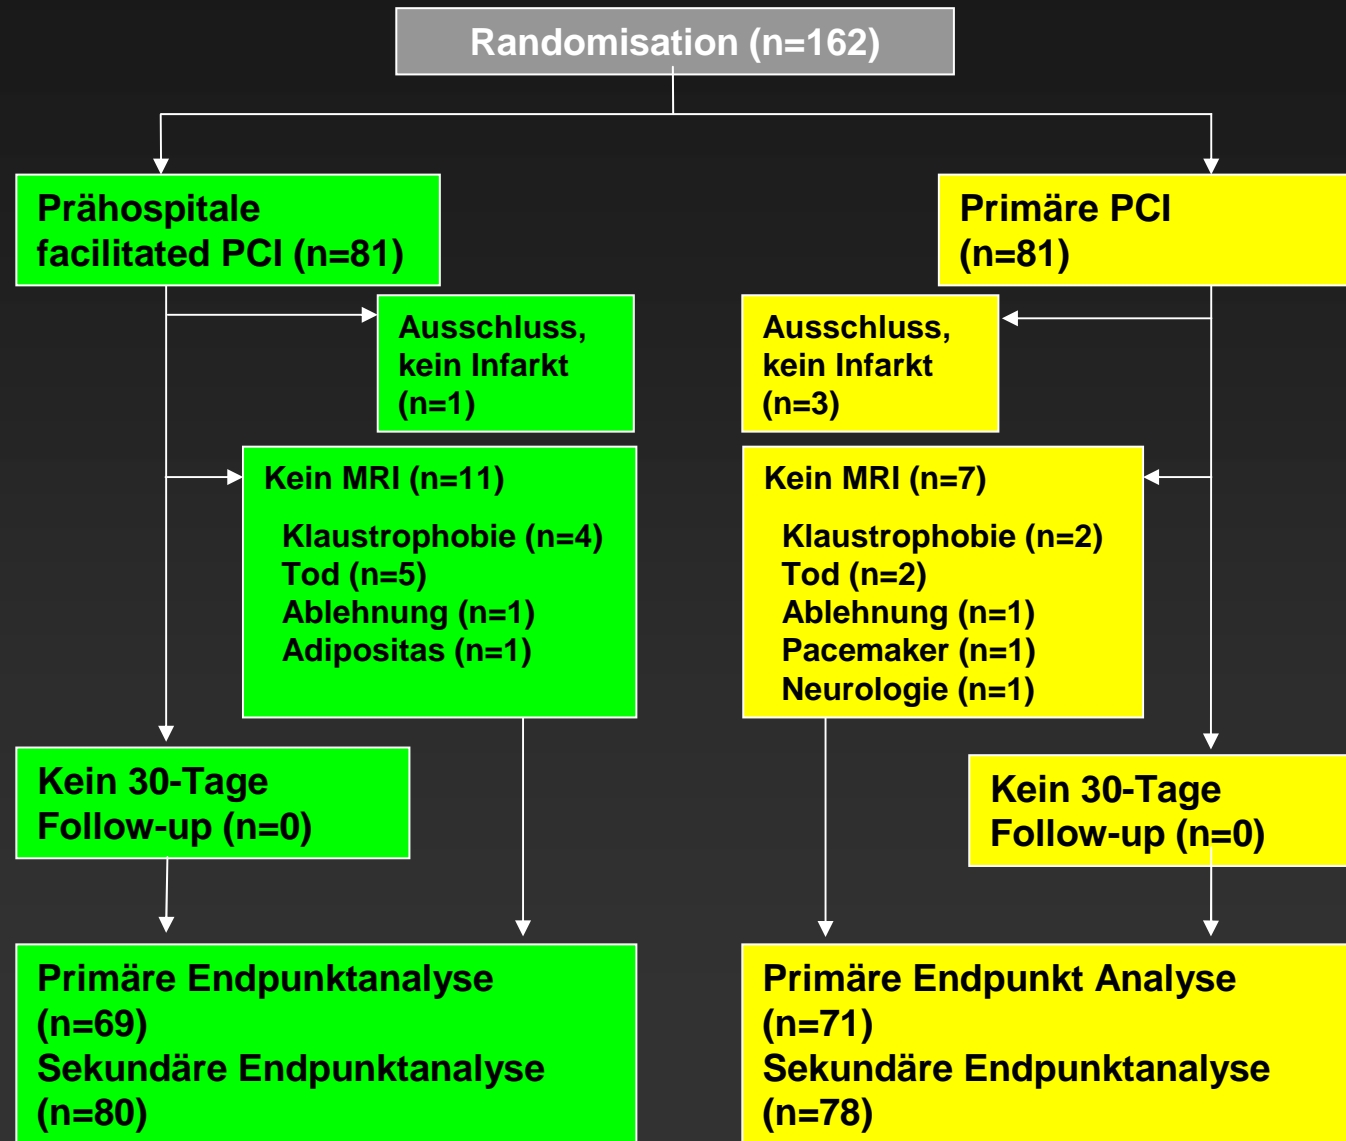 Randomisation (n=162)
Prähospitale
facilitated PCI (n=81)
Primäre PCI
(n=81)
Ausschluss,
kein Infarkt
(n=1)
Ausschluss,
kein Infarkt
(n=3)
Kein MRI (n=11)
Klaustrophobie (n=4)
Tod (n=5)
Ablehnung (n=1)
Adipositas (n=1)
Kein MRI (n=7)
Klaustrophobie (n=2)
Tod (n=2)
Ablehnung (n=1)
Pacemaker (n=1)
Neurologie (n=1)
Kein 30-Tage
Follow-up (n=0)
Kein 30-Tage
Follow-up (n=0)
Primäre Endpunktanalyse
(n=69)
Sekundäre Endpunktanalyse
(n=80)
Primäre Endpunkt Analyse
(n=71)
Sekundäre Endpunktanalyse
(n=78)